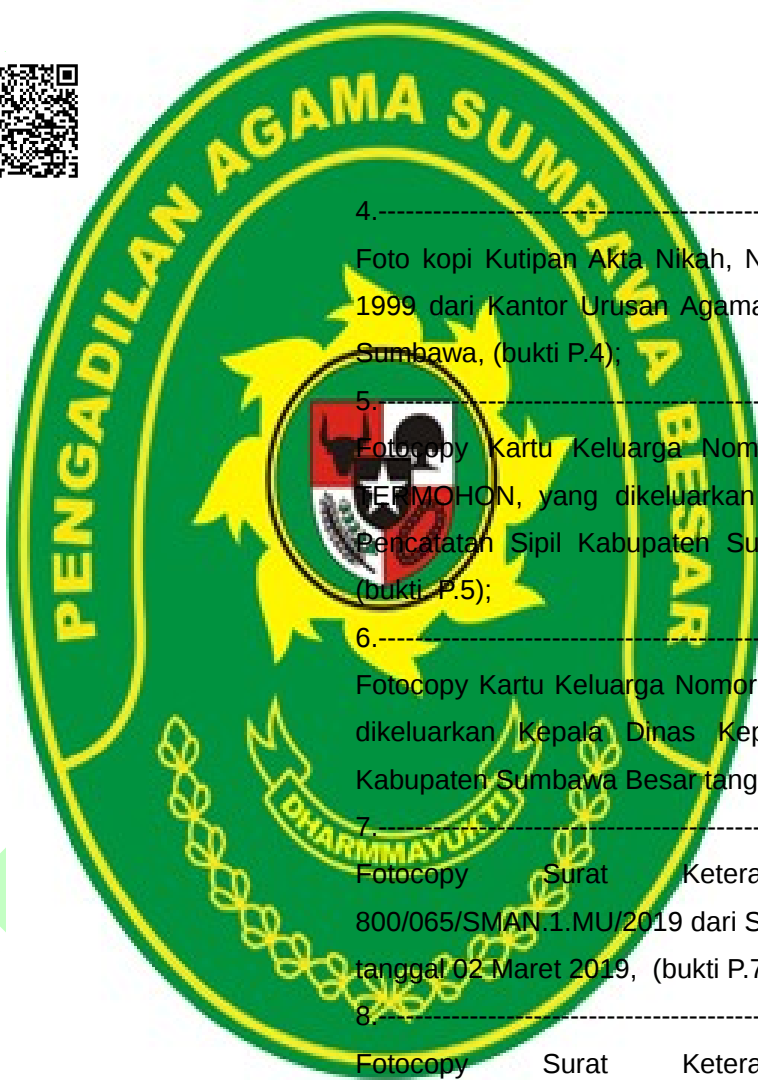 PENGADILAN AGAMA SUMBAWA BESAR
4.------------------------------------------
Foto kopi Kutipan Akta Nikah, N
1999 dari Kantor Urusan Agama
Sumbawa, (bukti P.4);
5.------------------------------------------
Fotocopy Kartu Keluarga Nom
TERMOHON, yang dikeluarkan
Pencatatan Sipil Kabupaten Su
(bukti P.5);
6.------------------------------------------
Fotocopy Kartu Keluarga Nomor
dikeluarkan Kepala Dinas Kep
Kabupaten Sumbawa Besar tang
7.------------------------------------------
Fotocopy Surat Ketera
800/065/SMAN.1.MU/2019 dari S
tanggal 02 Maret 2019, (bukti P.7
8.------------------------------------------
Fotocopy Surat Ketera
DHARMMAYUKTI